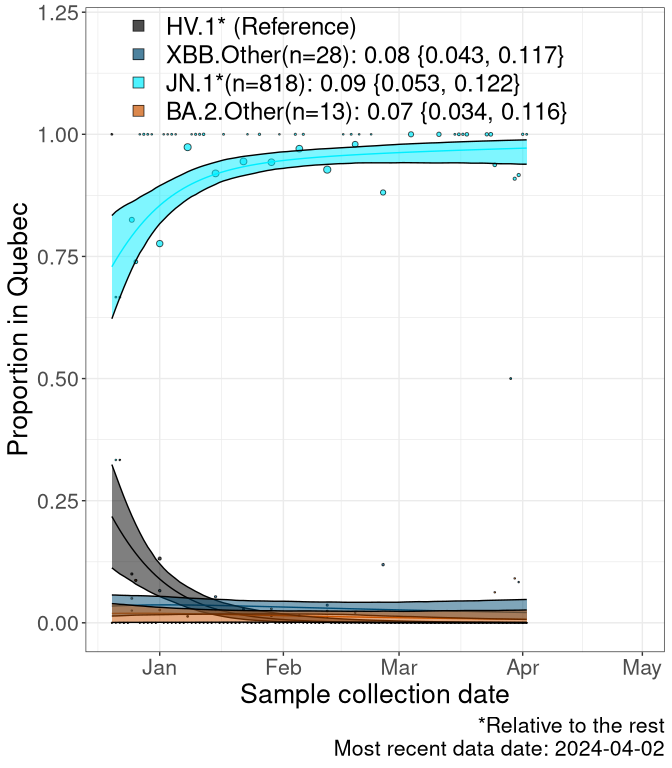 HV.1* (Reference)
XBB.Other(n=28): 0.08 {0.043, 0.117}
JN.1*(n=818): 0.09 {0.053, 0.122}
BA.2.Other(n=13): 0.07 {0.034, 0.116}
1.25
1.00
0.75
0.50
0.25
0.00
Proportion in Quebec
Jan Feb Mar Apr May
Sample collection date
*Relative to the rest
Most recent data date: 2024-04-02